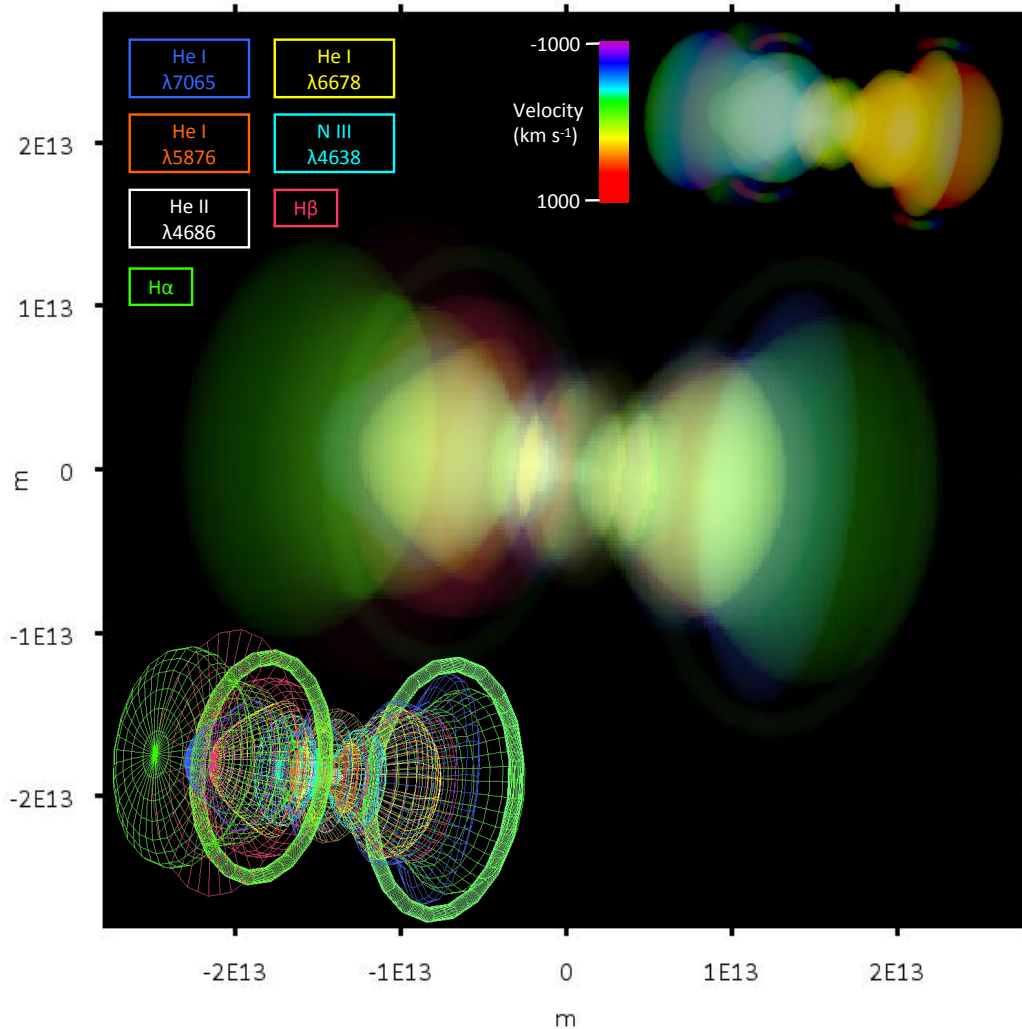 He I
λ7065
He I
λ6678
He I
λ5876
N III
λ4638
He II
λ4686
Hβ
Hα
-1000
Velocity
(km s⁻¹)
1000
2E13
1E13
0
-1E13
-2E13
m
-2E13
-1E13
0
1E13
2E13
m